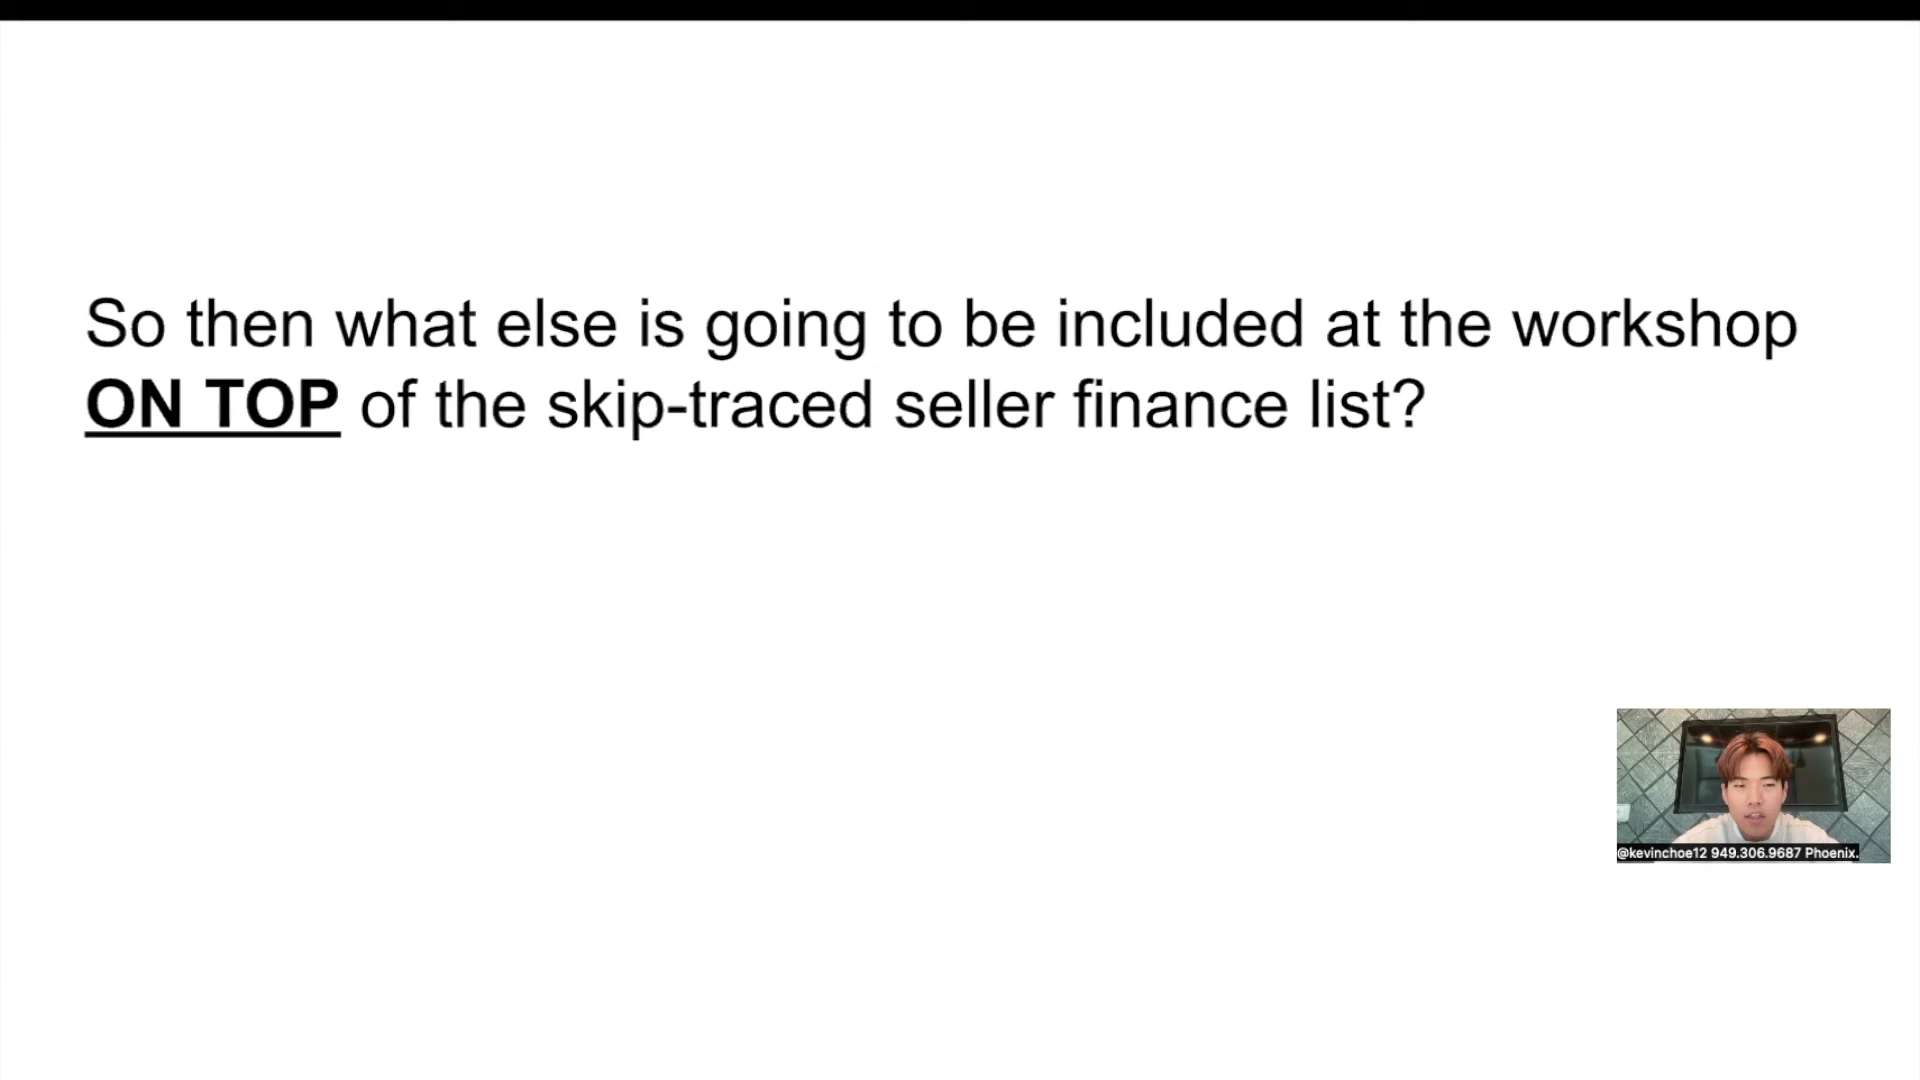 So then what else is going to be included at the workshop
ON TOP of the skip-traced seller finance list?
@kevinchoe12 949.306.9687 Phoenix.